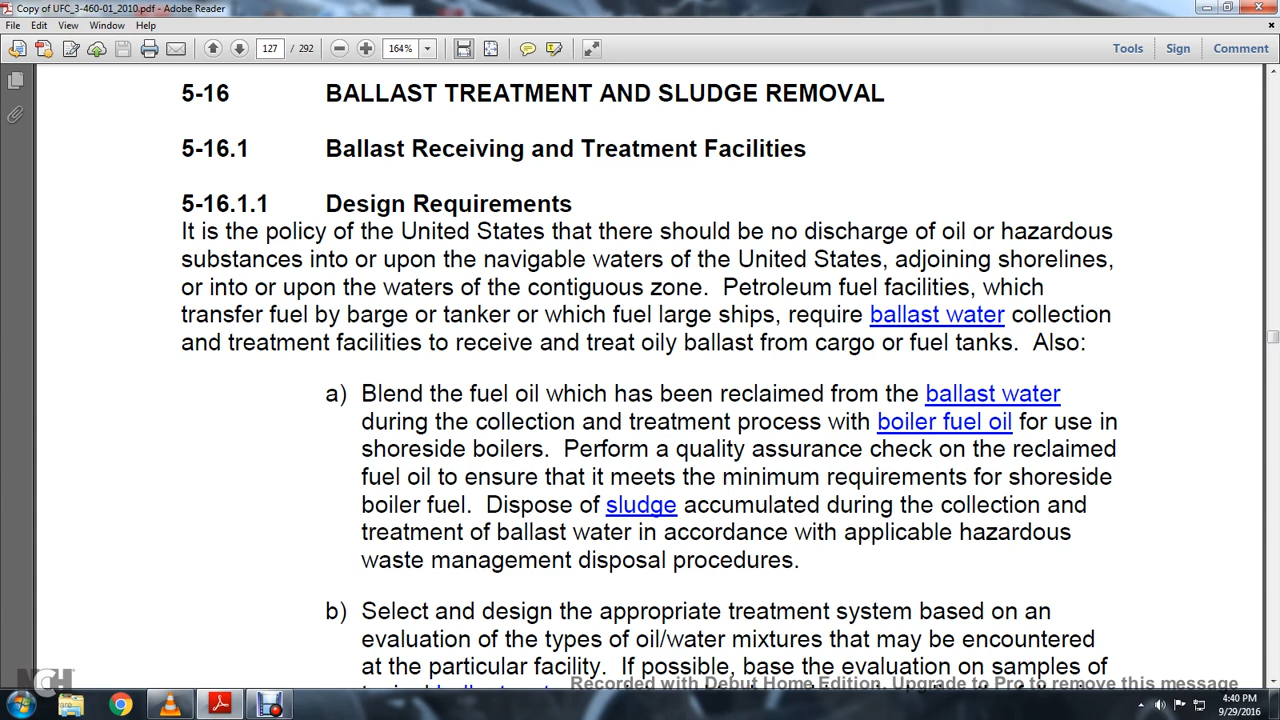 Copy of UFC_3-460-01_2010.pdf - Adobe Reader
File Edit View Window Help
127 / 292 164% Tools Sign Comment
5-16 BALLAST TREATMENT AND SLUDGE REMOVAL
5-16.1 Ballast Receiving and Treatment Facilities
5-16.1.1 Design Requirements
It is the policy of the United States that there should be no discharge of oil or hazardous
substances into or upon the navigable waters of the United States, adjoining shorelines,
or into or upon the waters of the contiguous zone. Petroleum fuel facilities, which
transfer fuel by barge or tanker or which fuel large ships, require ballast water collection
and treatment facilities to receive and treat oily ballast from cargo or fuel tanks. Also:
a) Blend the fuel oil which has been reclaimed from the ballast water
during the collection and treatment process with boiler fuel oil for use in
shoreside boilers. Perform a quality assurance check on the reclaimed
fuel oil to ensure that it meets the minimum requirements for shoreside
boiler fuel. Dispose of sludge accumulated during the collection and
treatment of ballast water in accordance with applicable hazardous
waste management disposal procedures.
b) Select and design the appropriate treatment system based on an
evaluation of the types of oil/water mixtures that may be encountered
at the particular facility. If possible, base the evaluation on samples of
NCH
Recorded with Debut Home Edition. Upgrade to Pro to remove this message
4:40 PM
9/29/2016